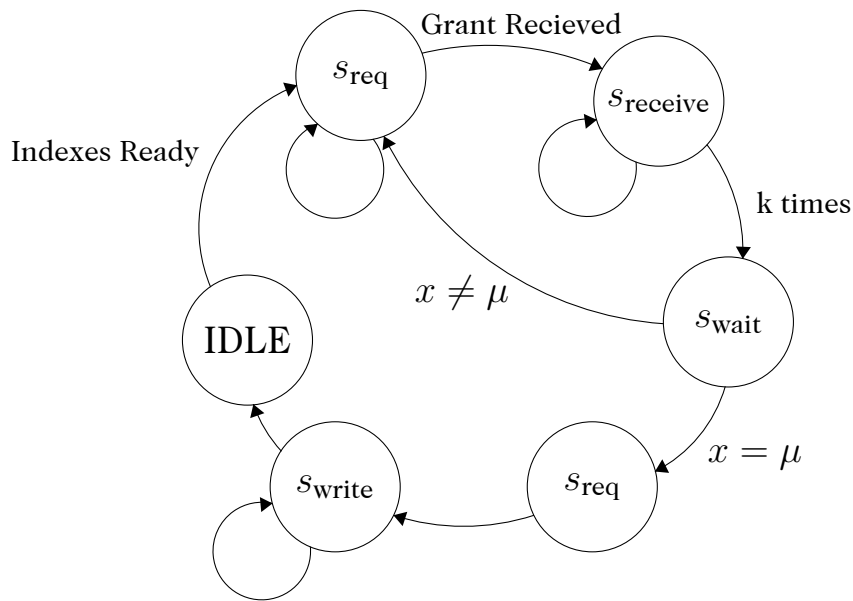 Grant Recieved
s_req
s_receive
Indexes Ready
k times
x ≠ μ
s_wait
IDLE
x = μ
s_write
s_req